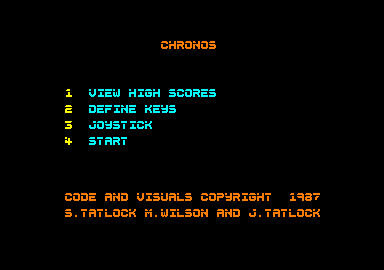 CHRONOS
1 VIEW HIGH SCORES
2 DEFINE KEYS
3 JOYSTICK
4 START
CODE AND VISUALS COPYRIGHT 1987
S.TATLOCK M.WILSON AND J.TATLOCK